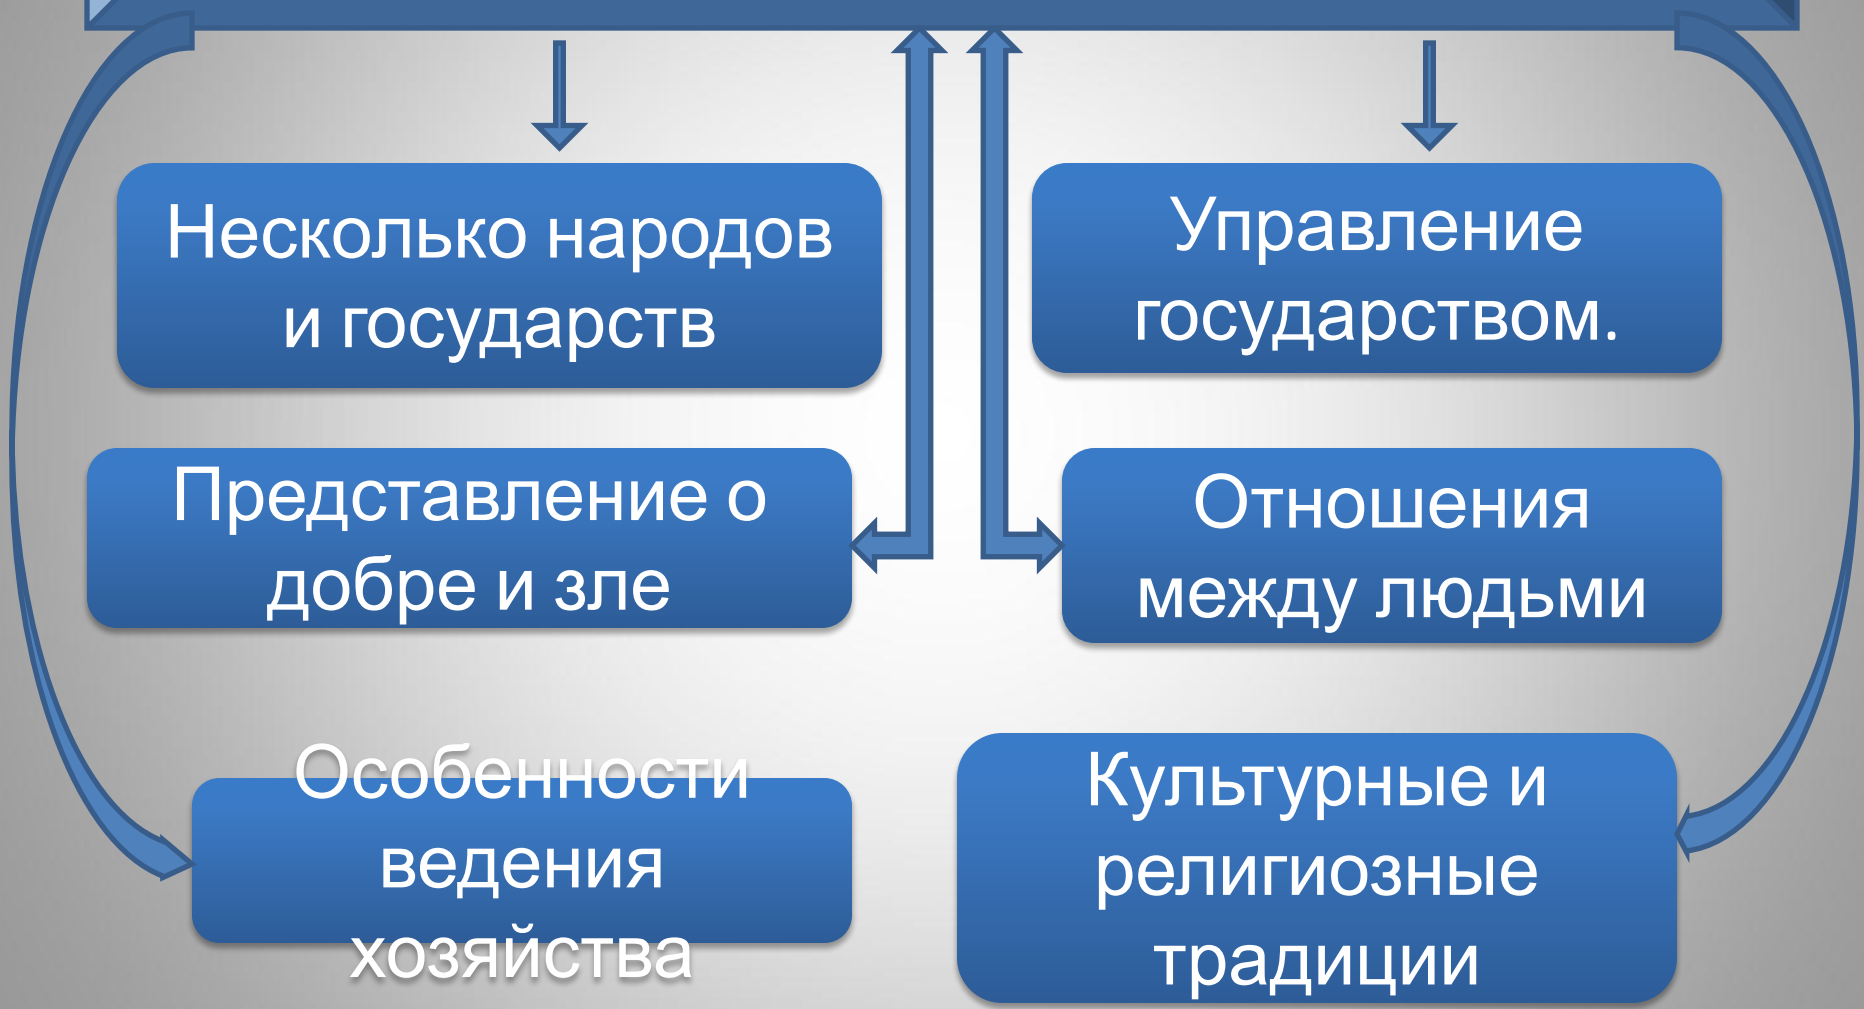 Несколько народов
и государств
Управление
государством.
Представление о
добре и зле
Отношения
между людьми
Особенности
ведения
хозяйства
Культурные и
религиозные
традиции